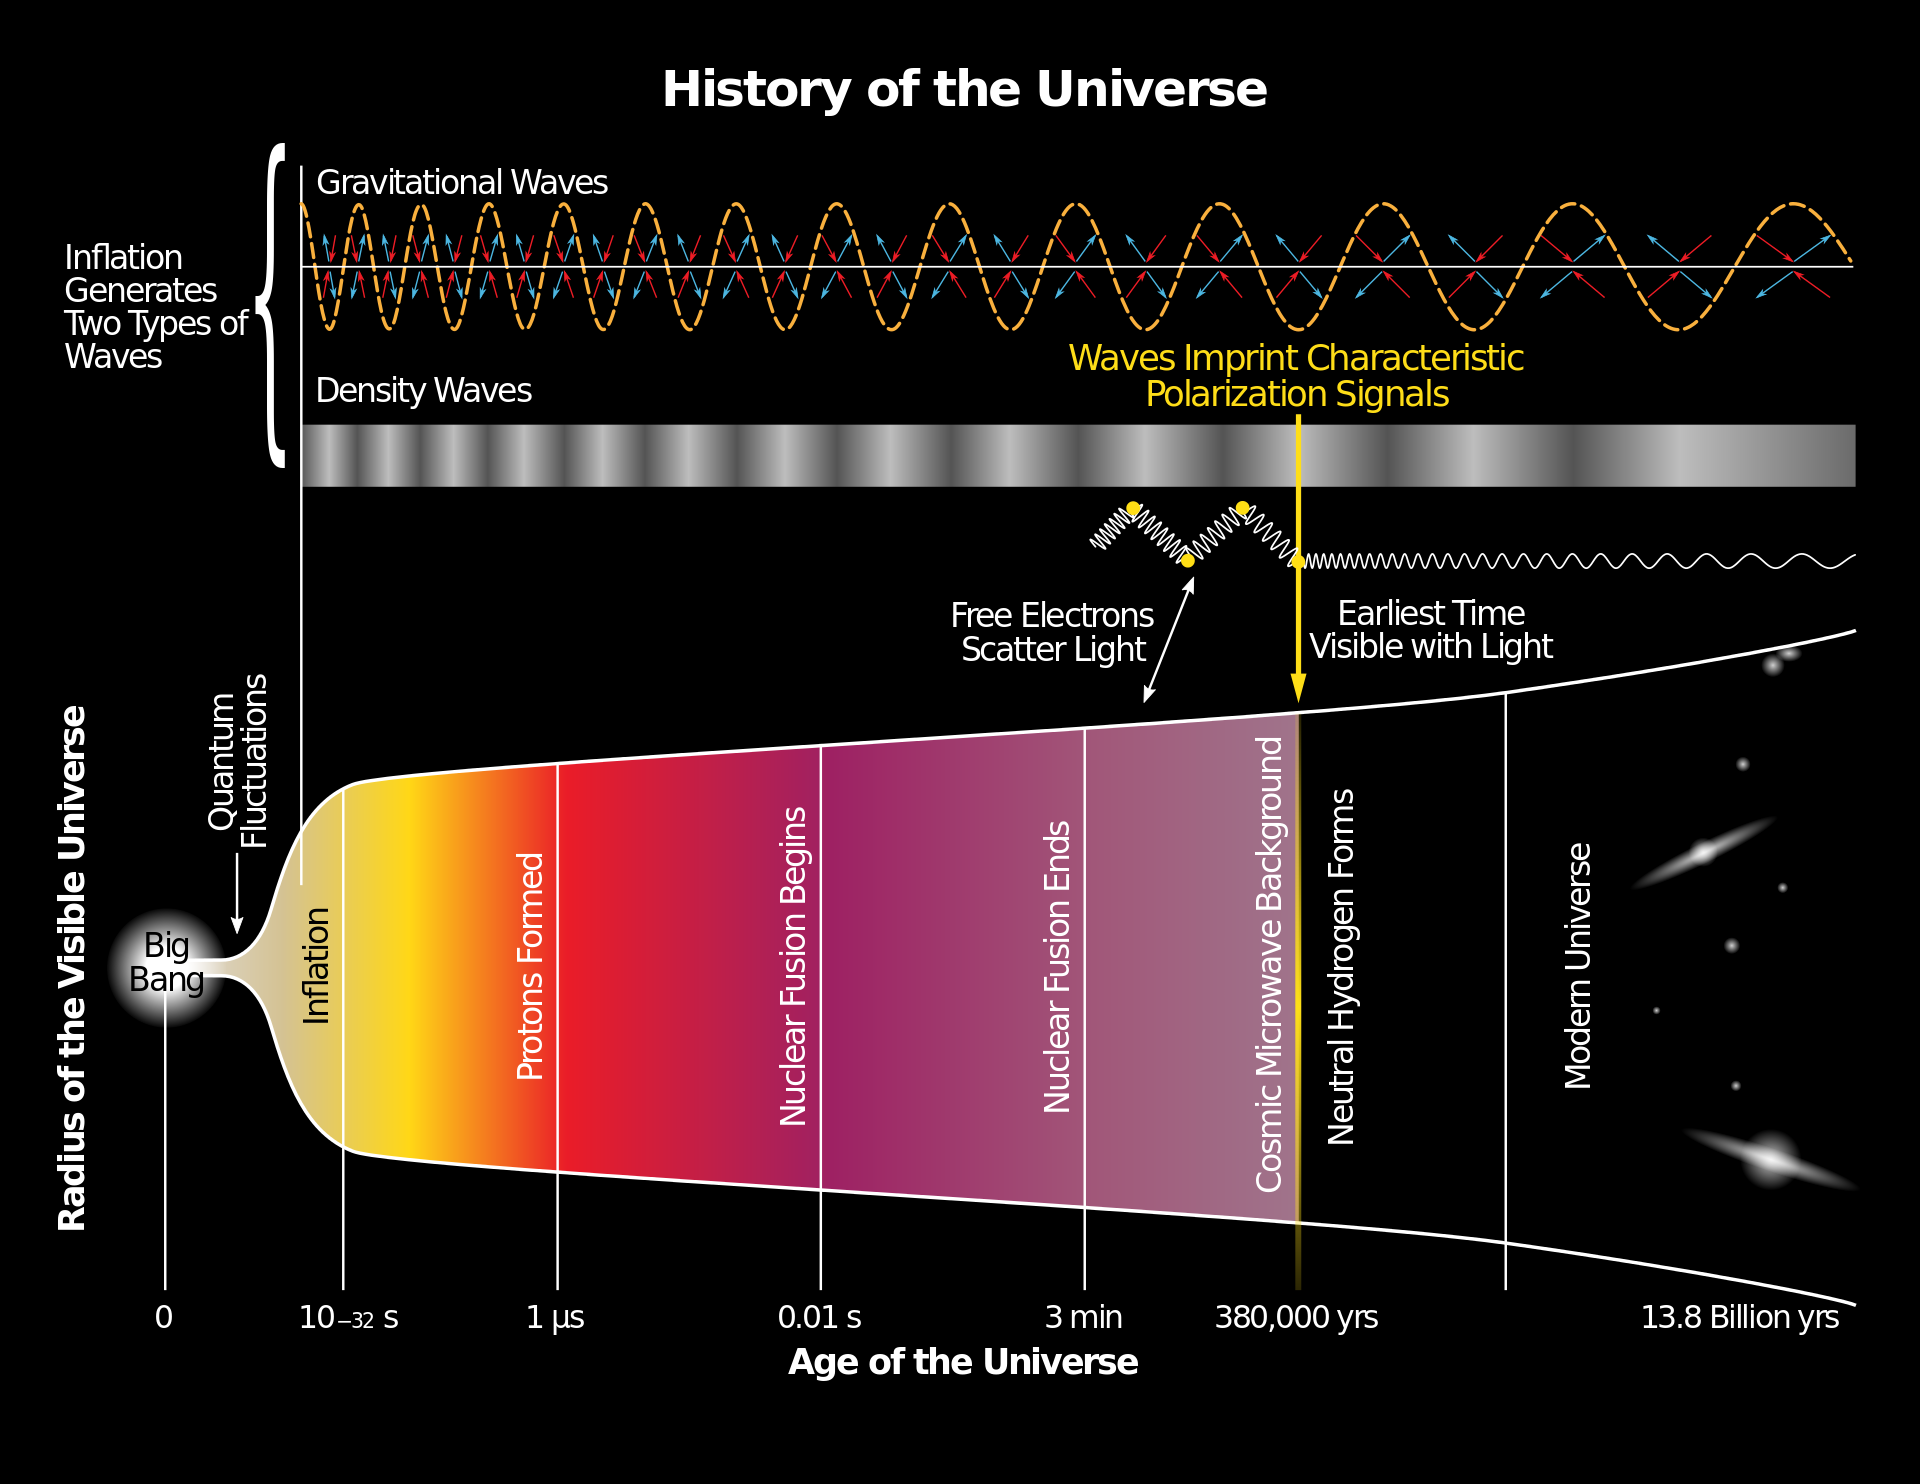 History of the Universe
Gravitational Waves
Inflation
Generates
Two Types of
Waves
Waves Imprint Characteristic
Polarization Signals
Density Waves
Free Electrons
Scatter Light
Earliest Time
Visible with Light
Quantum
Fluctuations
Radius of the Visible Universe
Big
Bang
Inflation
Protons Formed
Nuclear Fusion Begins
Nuclear Fusion Ends
Cosmic Microwave Background
Neutral Hydrogen Forms
Modern Universe
0
10−32 s
1 µs
0.01 s
3 min
380,000 yrs
13.8 Billion yrs
Age of the Universe